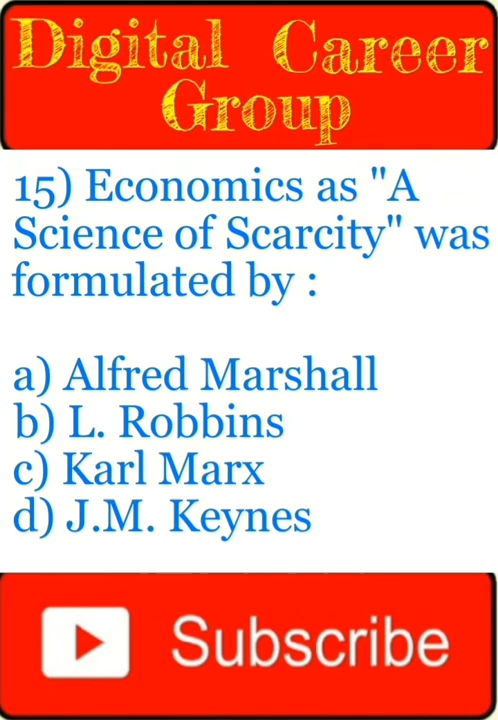 Digital Career
Group
15) Economics as "A
Science of Scarcity" was
formulated by :
a) Alfred Marshall
b) L. Robbins
c) Karl Marx
d) J.M. Keynes
Subscribe